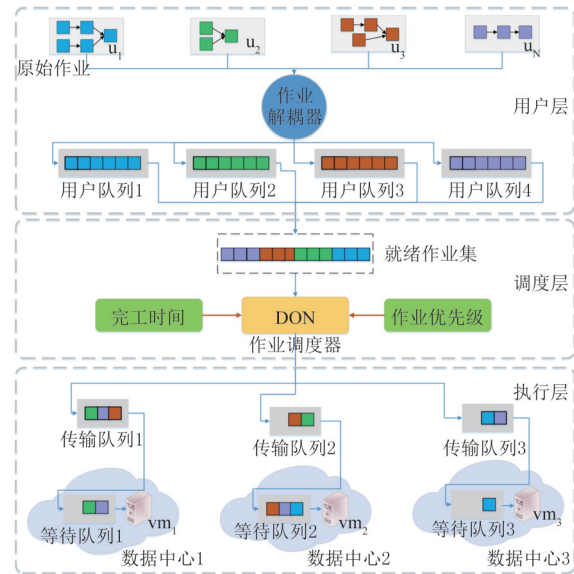 u₁
u₂
u₃
u_N
原始作业
作业
解耦器
用户层
用户队列1
用户队列2
用户队列3
用户队列4
就绪作业集
调度层
完工时间
DON
作业优先级
作业调度器
执行层
传输队列1
传输队列2
传输队列3
等待队列1
vm₁
等待队列2
vm₂
等待队列3
vm₃
数据中心1
数据中心2
数据中心3